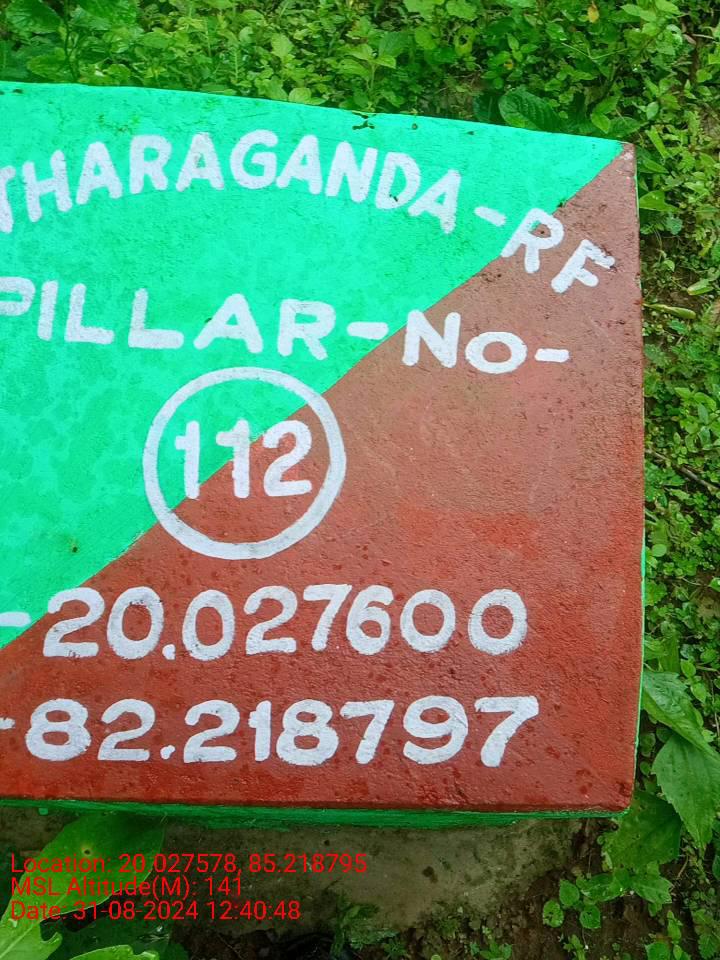 THARAGANDA-RF
PILLAR-No-
112
-20.027600
-82.218797
Location: 20.027578, 85.218795
MSL Altitude(M): 141
Date: 31-08-2024 12:40:48